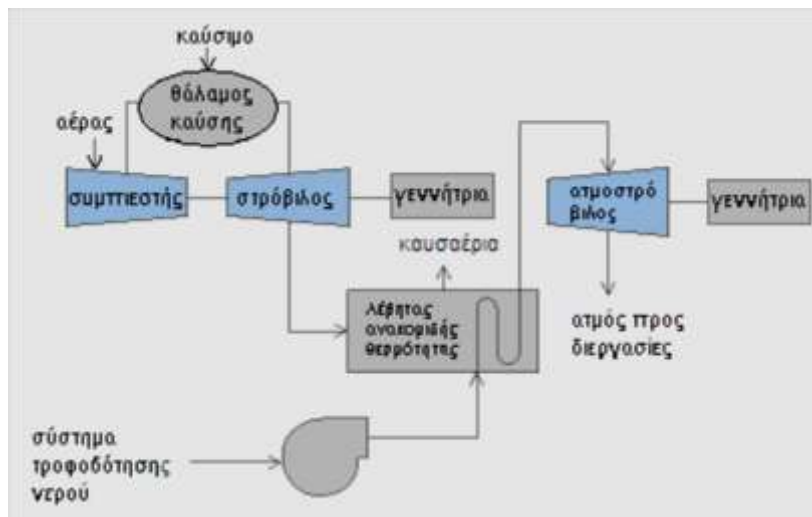 καύσιμο
θάλαμος
καύσης
αέρας
συμπιεστής
στρόβιλος
γεννήτρια
ατμοστρό
βιλος
γεννήτρια
καυσαέρια
λέβητας
ανακομιδής
θερμότητης
ατμός προς
διεργασίες
σύστημα
τροφοδότησης
νερού